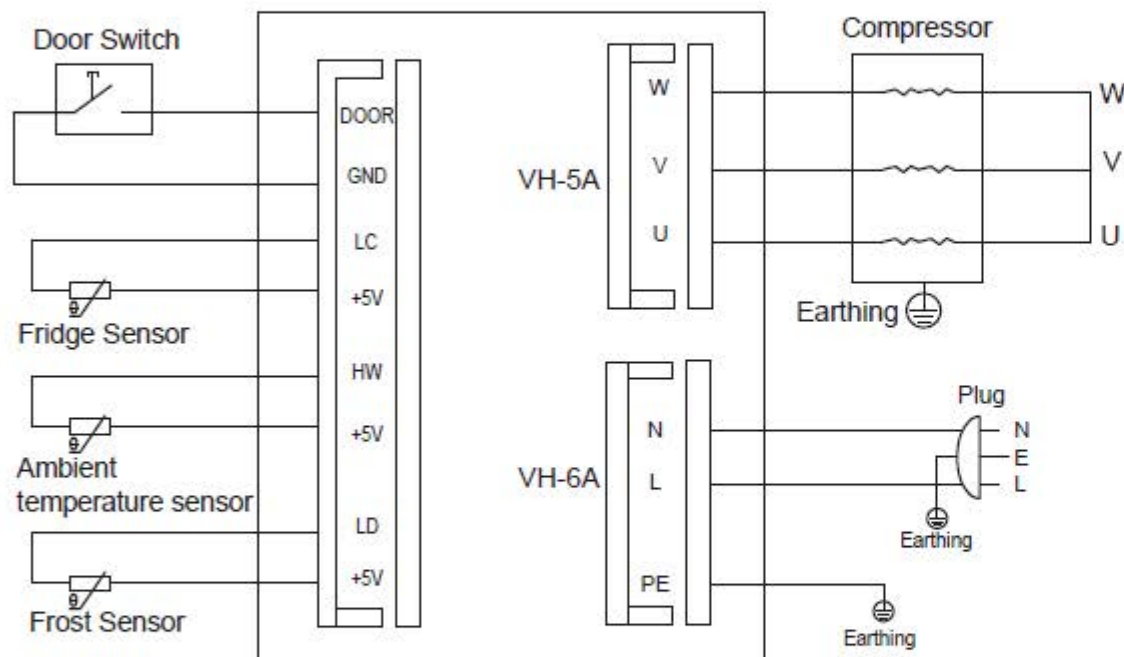 Door Switch
DOOR
GND
LC
+5V
Fridge Sensor
HW
+5V
Ambient
temperature sensor
LD
+5V
Frost Sensor
VH-5A
W
V
U
Compressor
W
V
U
Earthing
VH-6A
N
L
PE
Plug
N
E
L
Earthing
Earthing